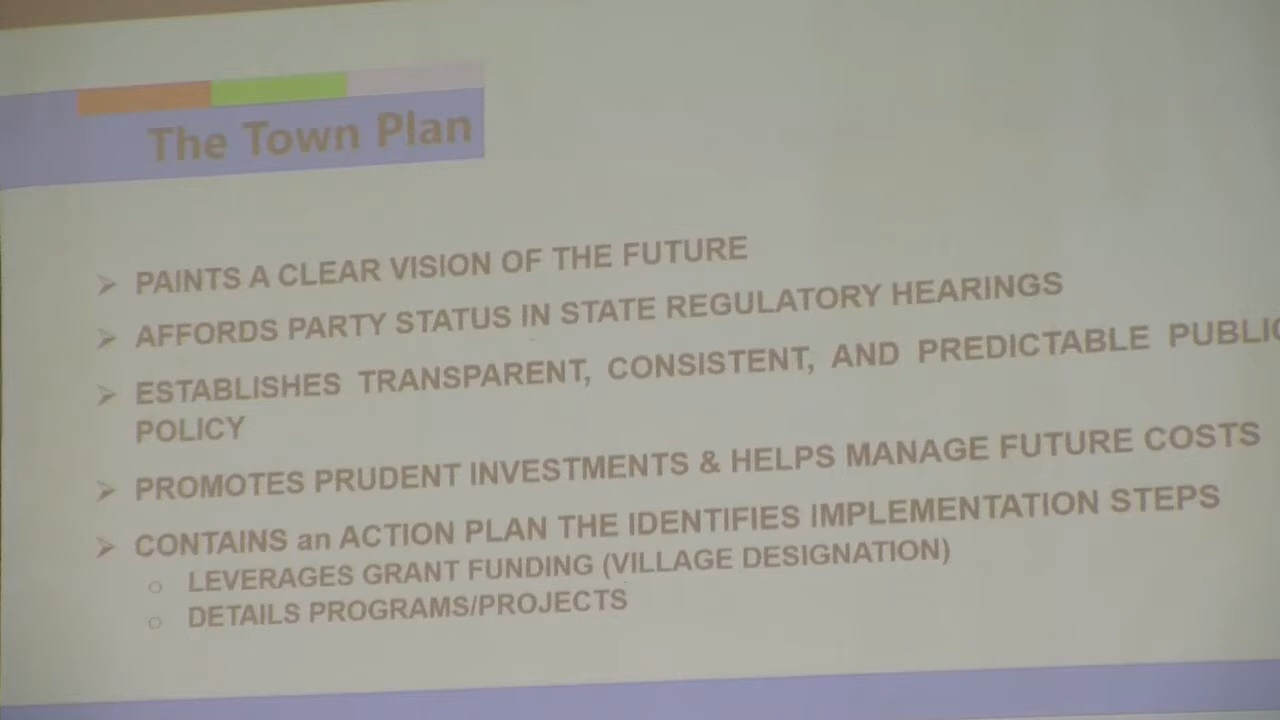 The Town Plan
➢ PAINTS A CLEAR VISION OF THE FUTURE
➢ AFFORDS PARTY STATUS IN STATE REGULATORY HEARINGS
➢ ESTABLISHES TRANSPARENT, CONSISTENT, AND PREDICTABLE PUBLIC
POLICY
➢ PROMOTES PRUDENT INVESTMENTS & HELPS MANAGE FUTURE COSTS
➢ CONTAINS an ACTION PLAN THE IDENTIFIES IMPLEMENTATION STEPS
○ LEVERAGES GRANT FUNDING (VILLAGE DESIGNATION)
○ DETAILS PROGRAMS/PROJECTS